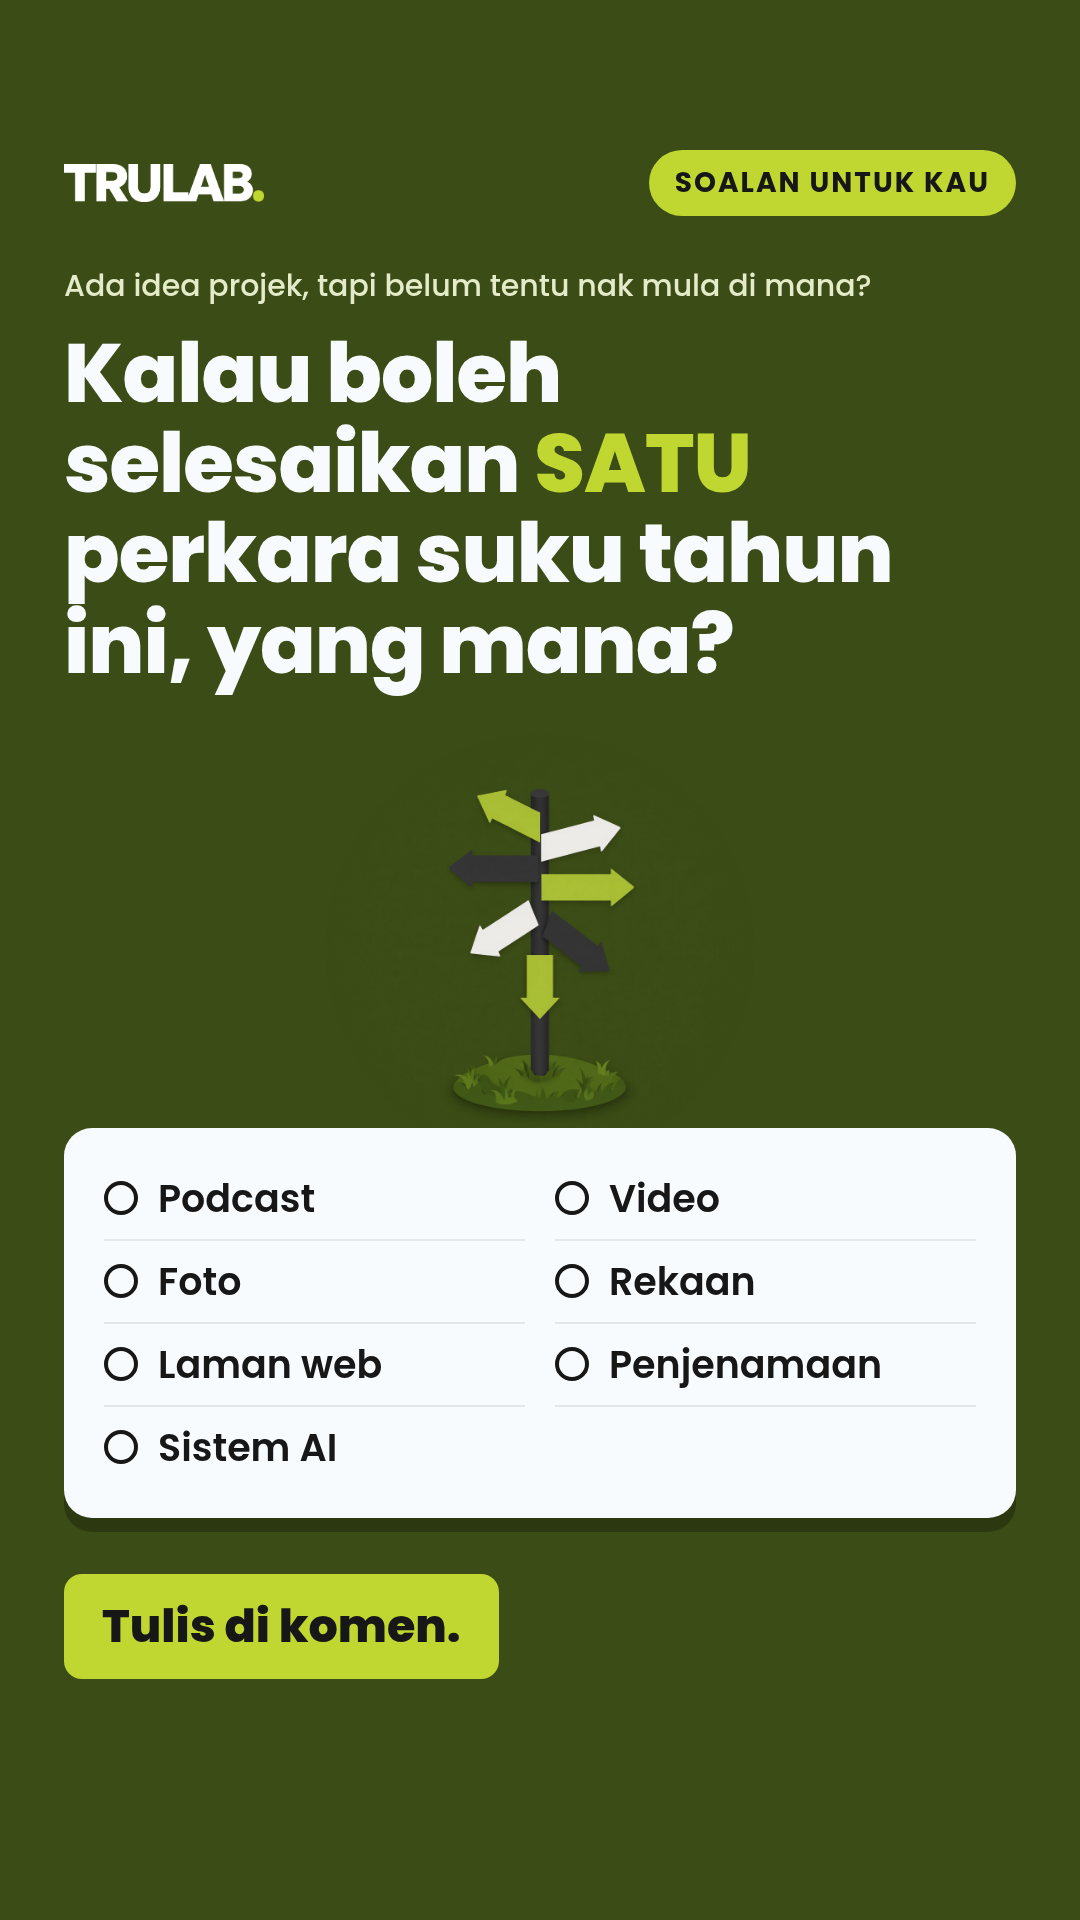 TRULAB.
SOALAN UNTUK KAU
Ada idea projek, tapi belum tentu nak mula di mana?
Kalau boleh
selesaikan SATU
perkara suku tahun
ini, yang mana?
Podcast
Video
Foto
Rekaan
Laman web
Penjenamaan
Sistem AI
Tulis di komen.